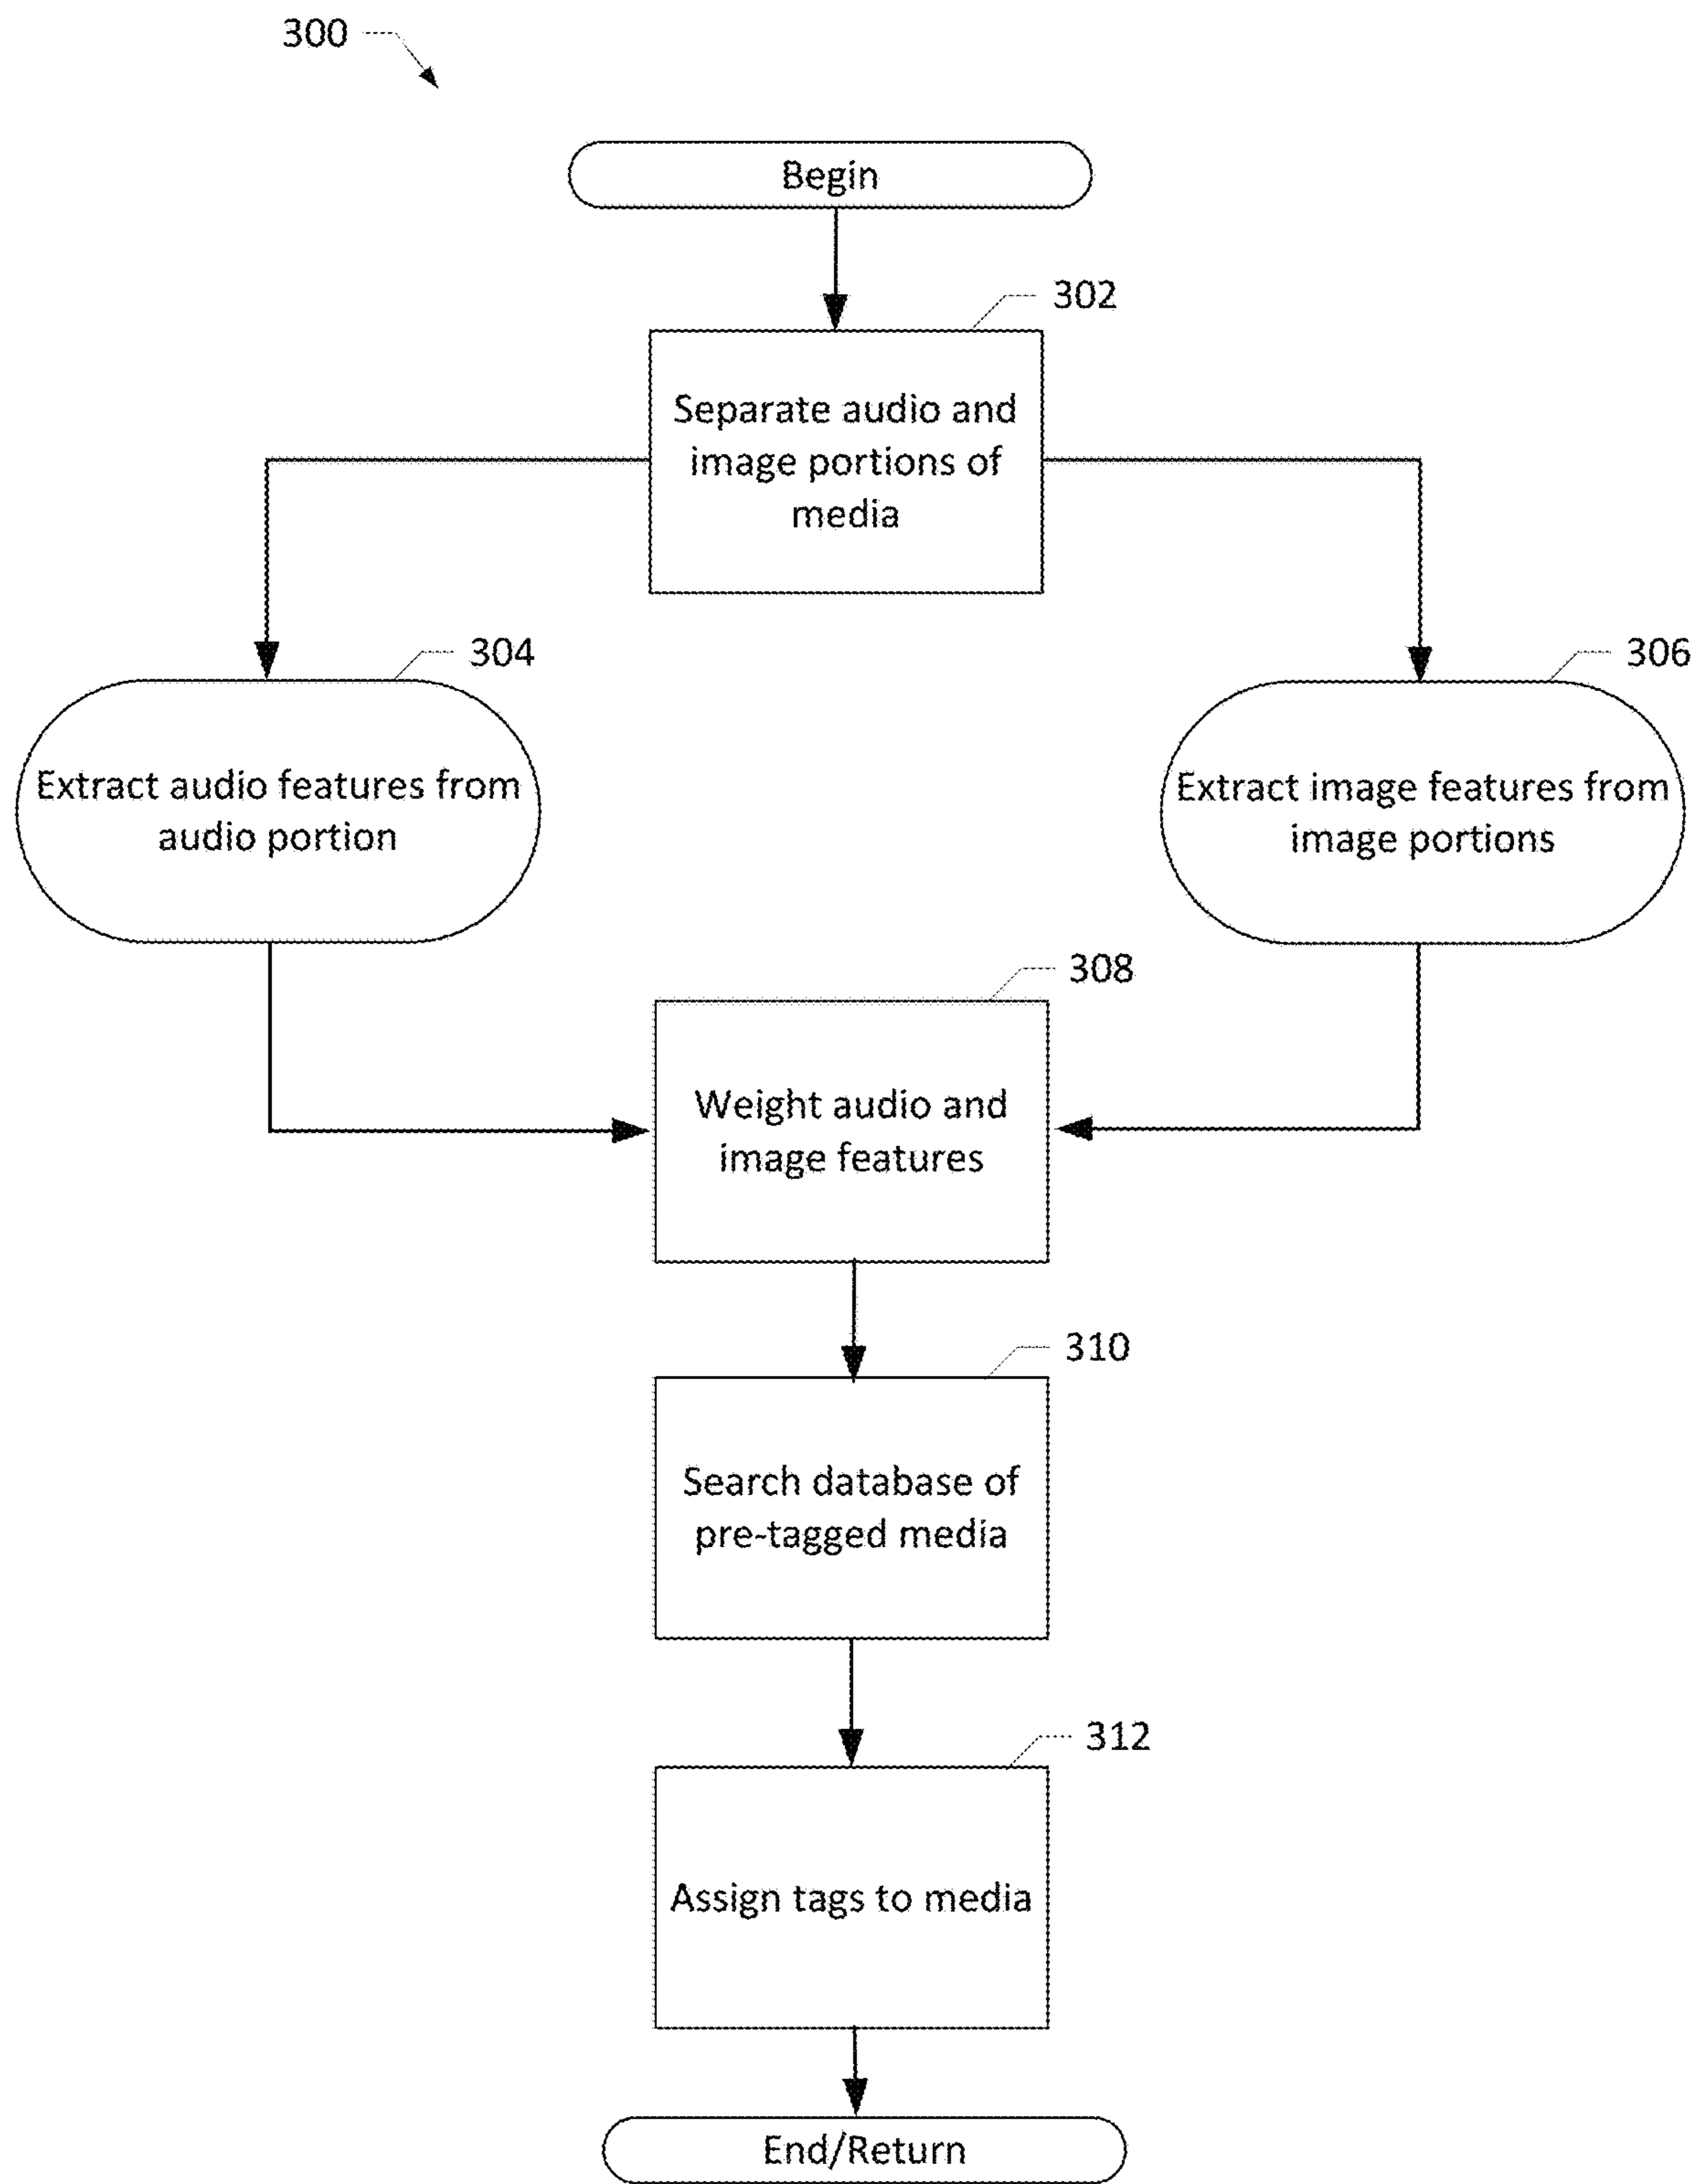 300
Begin
302
Separate audio and
image portions of
media
304
Extract audio features from
audio portion
306
Extract image features from
image portions
308
Weight audio and
image features
310
Search database of
pre-tagged media
312
Assign tags to media
End/Return